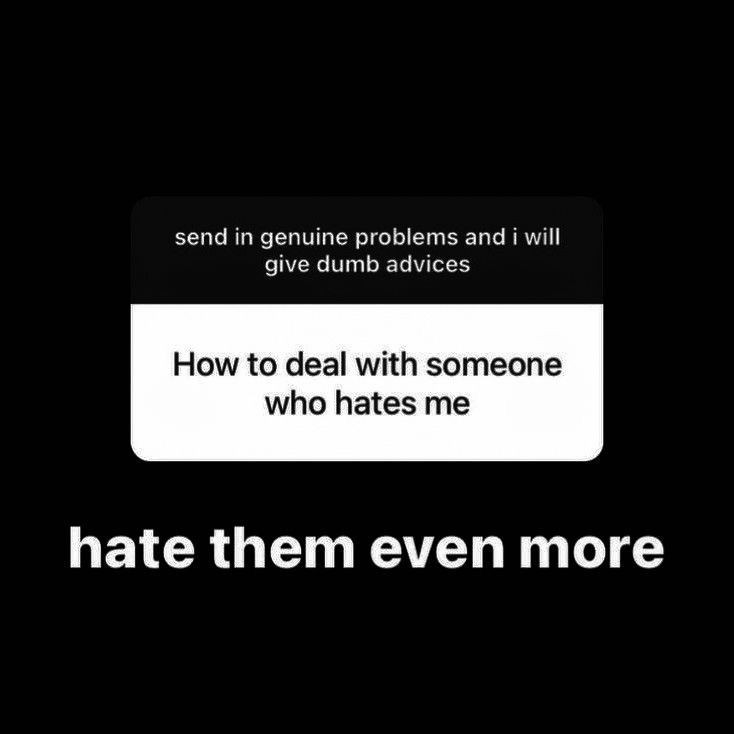 send in genuine problems and i will
give dumb advices
How to deal with someone
who hates me
hate them even more